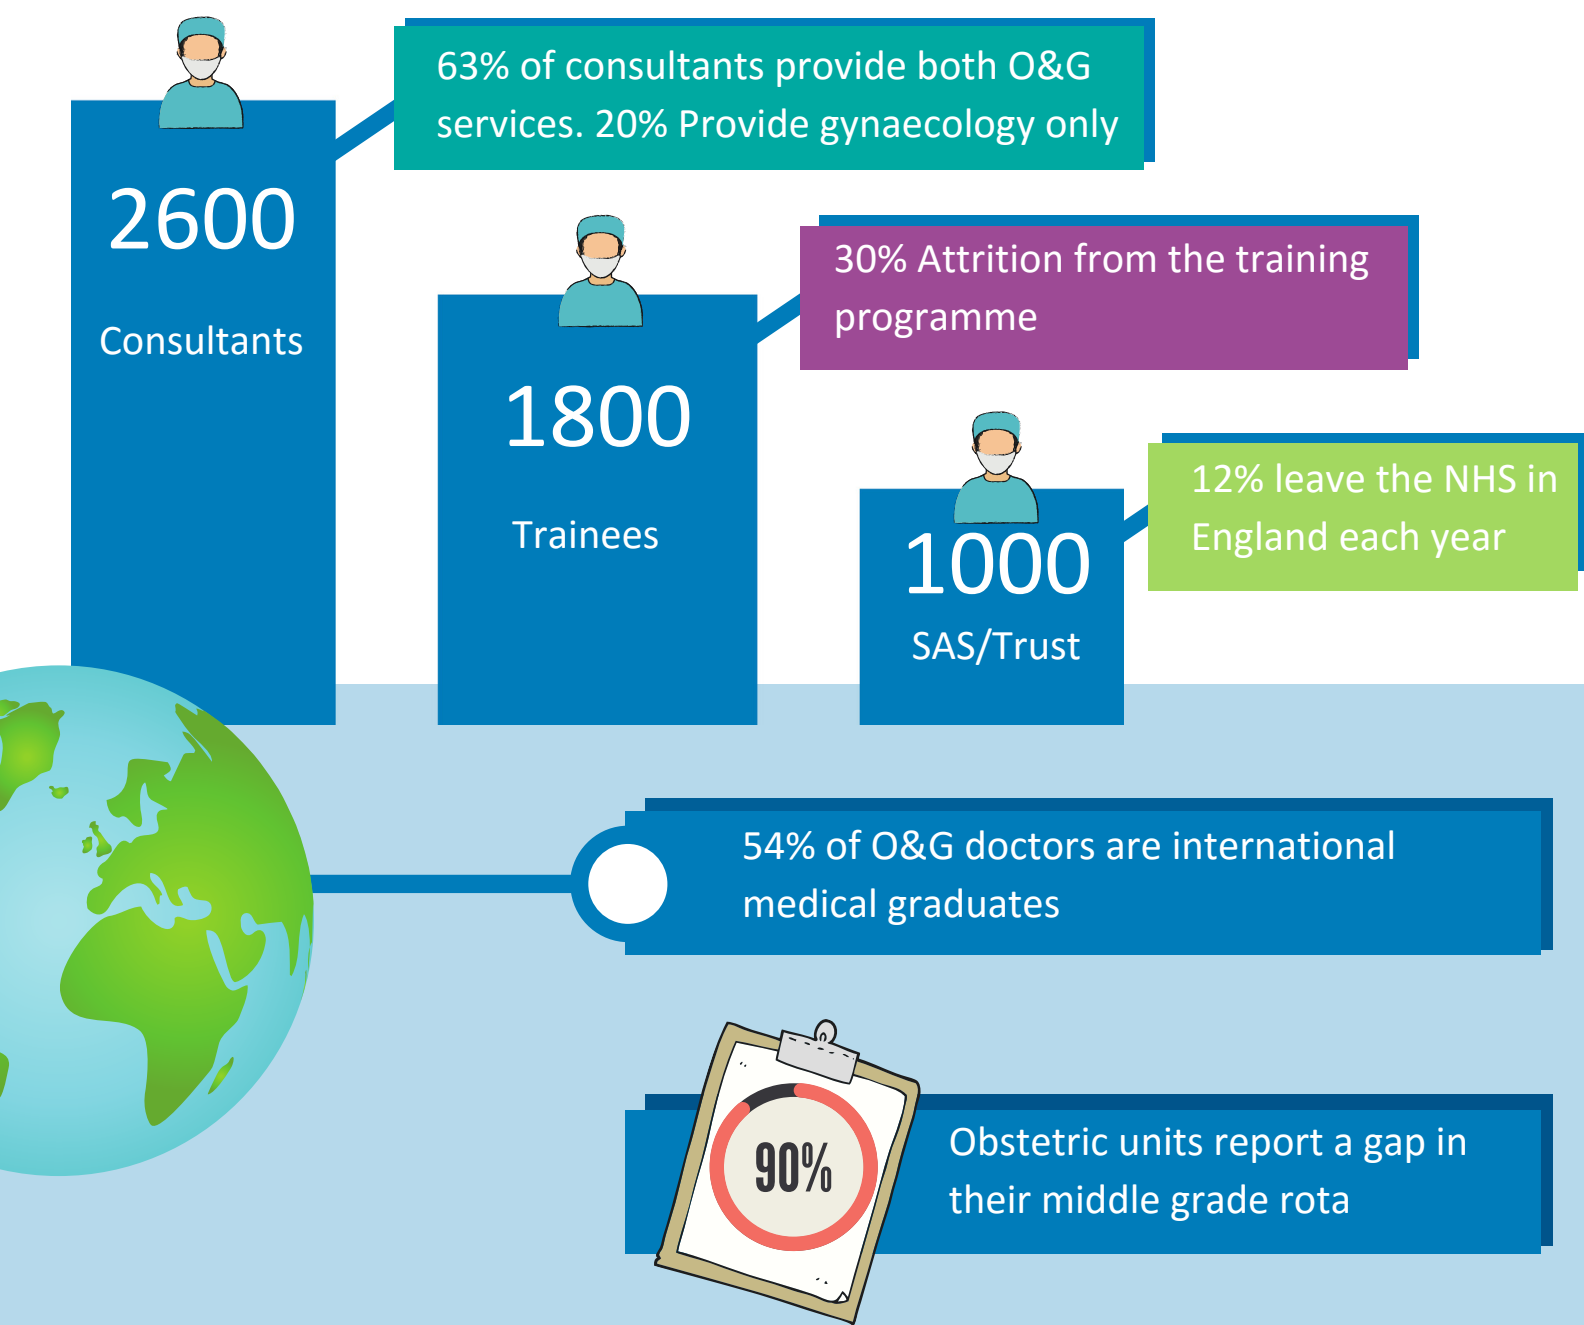 63% of consultants provide both O&G
services. 20% Provide gynaecology only
2600
Consultants
30% Attrition from the training
programme
1800
Trainees
12% leave the NHS in
England each year
1000
SAS/Trust
54% of O&G doctors are international
medical graduates
90%
Obstetric units report a gap in
their middle grade rota